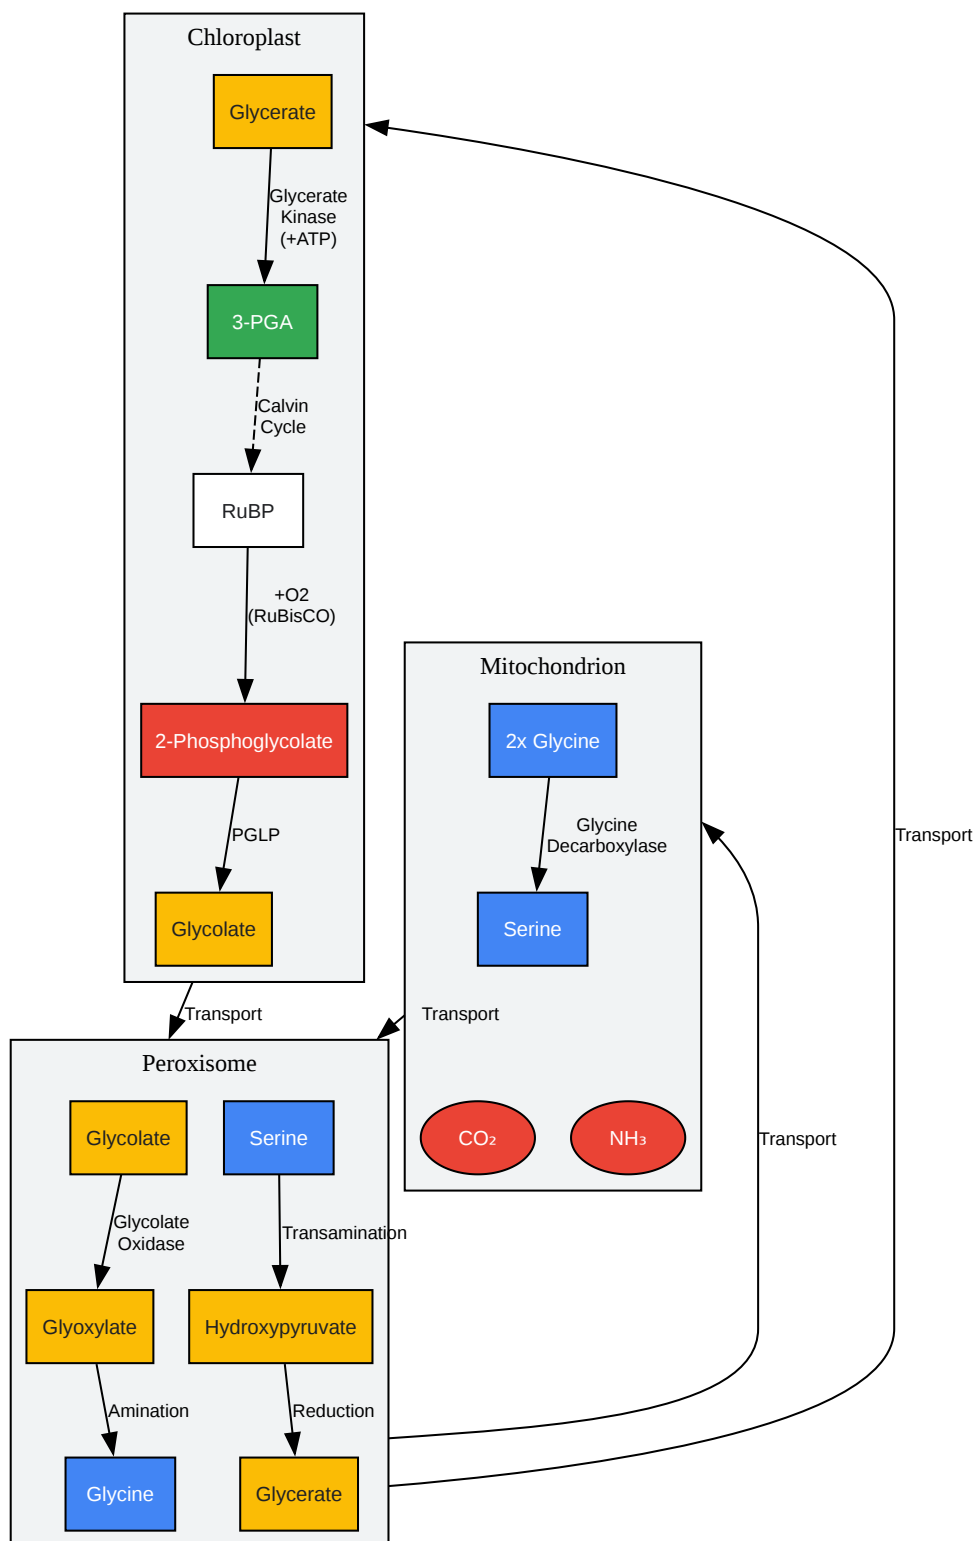 Chloroplast
Glycerate
Glycerate
Kinase
(+ATP)
3-PGA
Calvin
Cycle
RuBP
+O2
(RuBisCO)
2-Phosphoglycolate
PGLP
Glycolate
Transport
Mitochondrion
2x Glycine
Glycine
Decarboxylase
Serine
Transport
CO₂
NH₃
Transport
Transport
Peroxisome
Glycolate
Serine
Glycolate
Oxidase
Transamination
Glyoxylate
Hydroxypyruvate
Amination
Reduction
Glycine
Glycerate